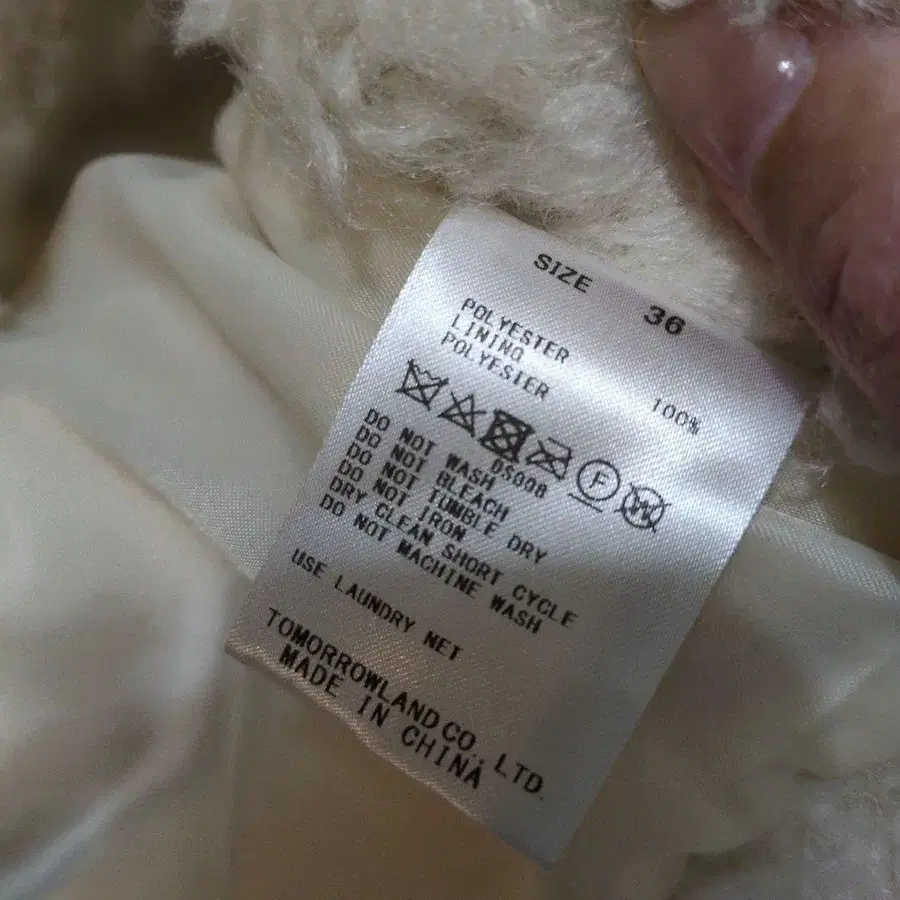 SIZE 36
POLYESTER
LINING
POLYESTER 100%
F
W
DS008
DO NOT WASH
DO NOT BLEACH
DO NOT TUMBLE DRY
DO NOT IRON
DRY CLEAN SHORT CYCLE
DO NOT MACHINE WASH
USE LAUNDRY NET
TOMORROWLAND CO., LTD.
MADE IN CHINA